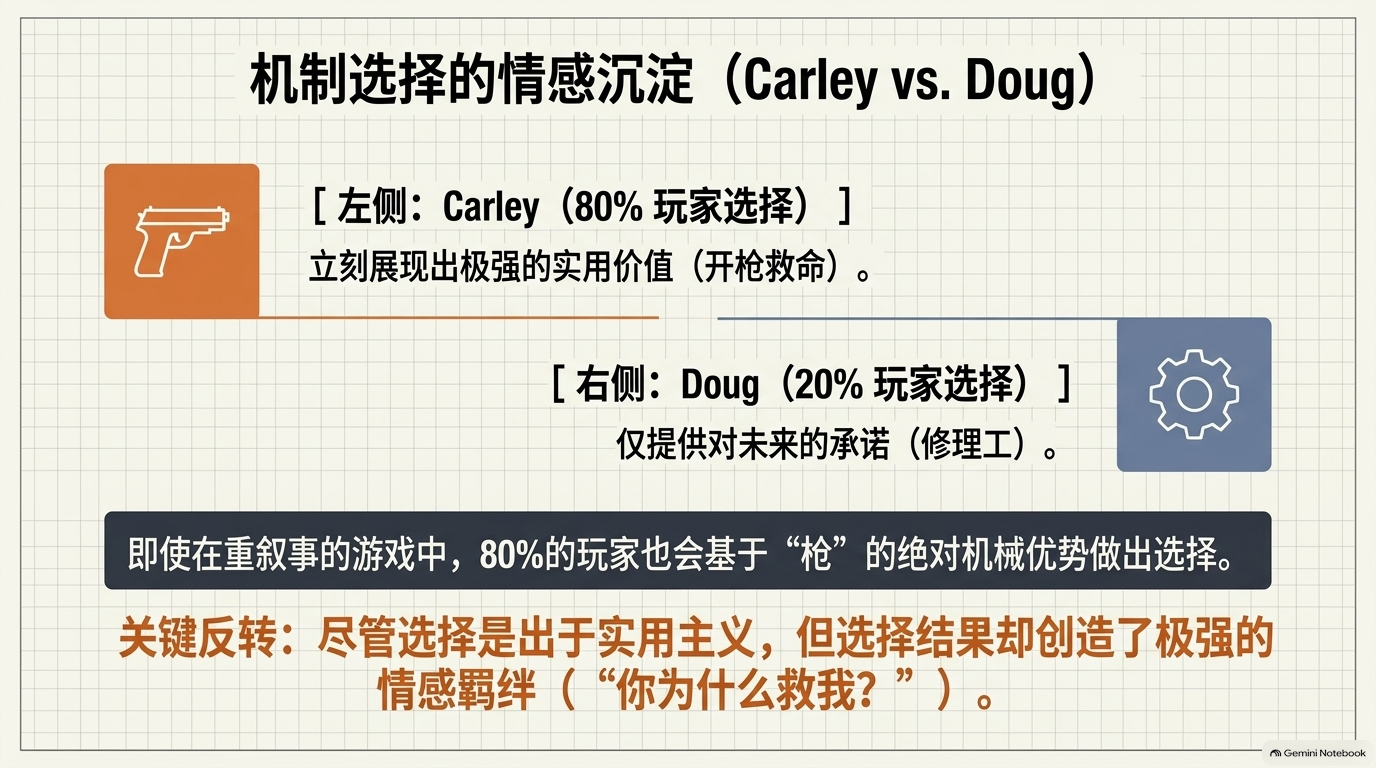 机制选择的情感沉淀（Carley vs. Doug）
[ 左侧：Carley（80% 玩家选择） ]
立刻展现出极强的实用价值（开枪救命）。
[ 右侧：Doug（20% 玩家选择） ]
仅提供对未来的承诺（修理工）。
即使在重叙事的游戏中，80%的玩家也会基于“枪”的绝对机械优势做出选择。
关键反转：尽管选择是出于实用主义，但选择结果却创造了极强的
情感羁绊（“你为什么救我？”）。
Gemini Notebook